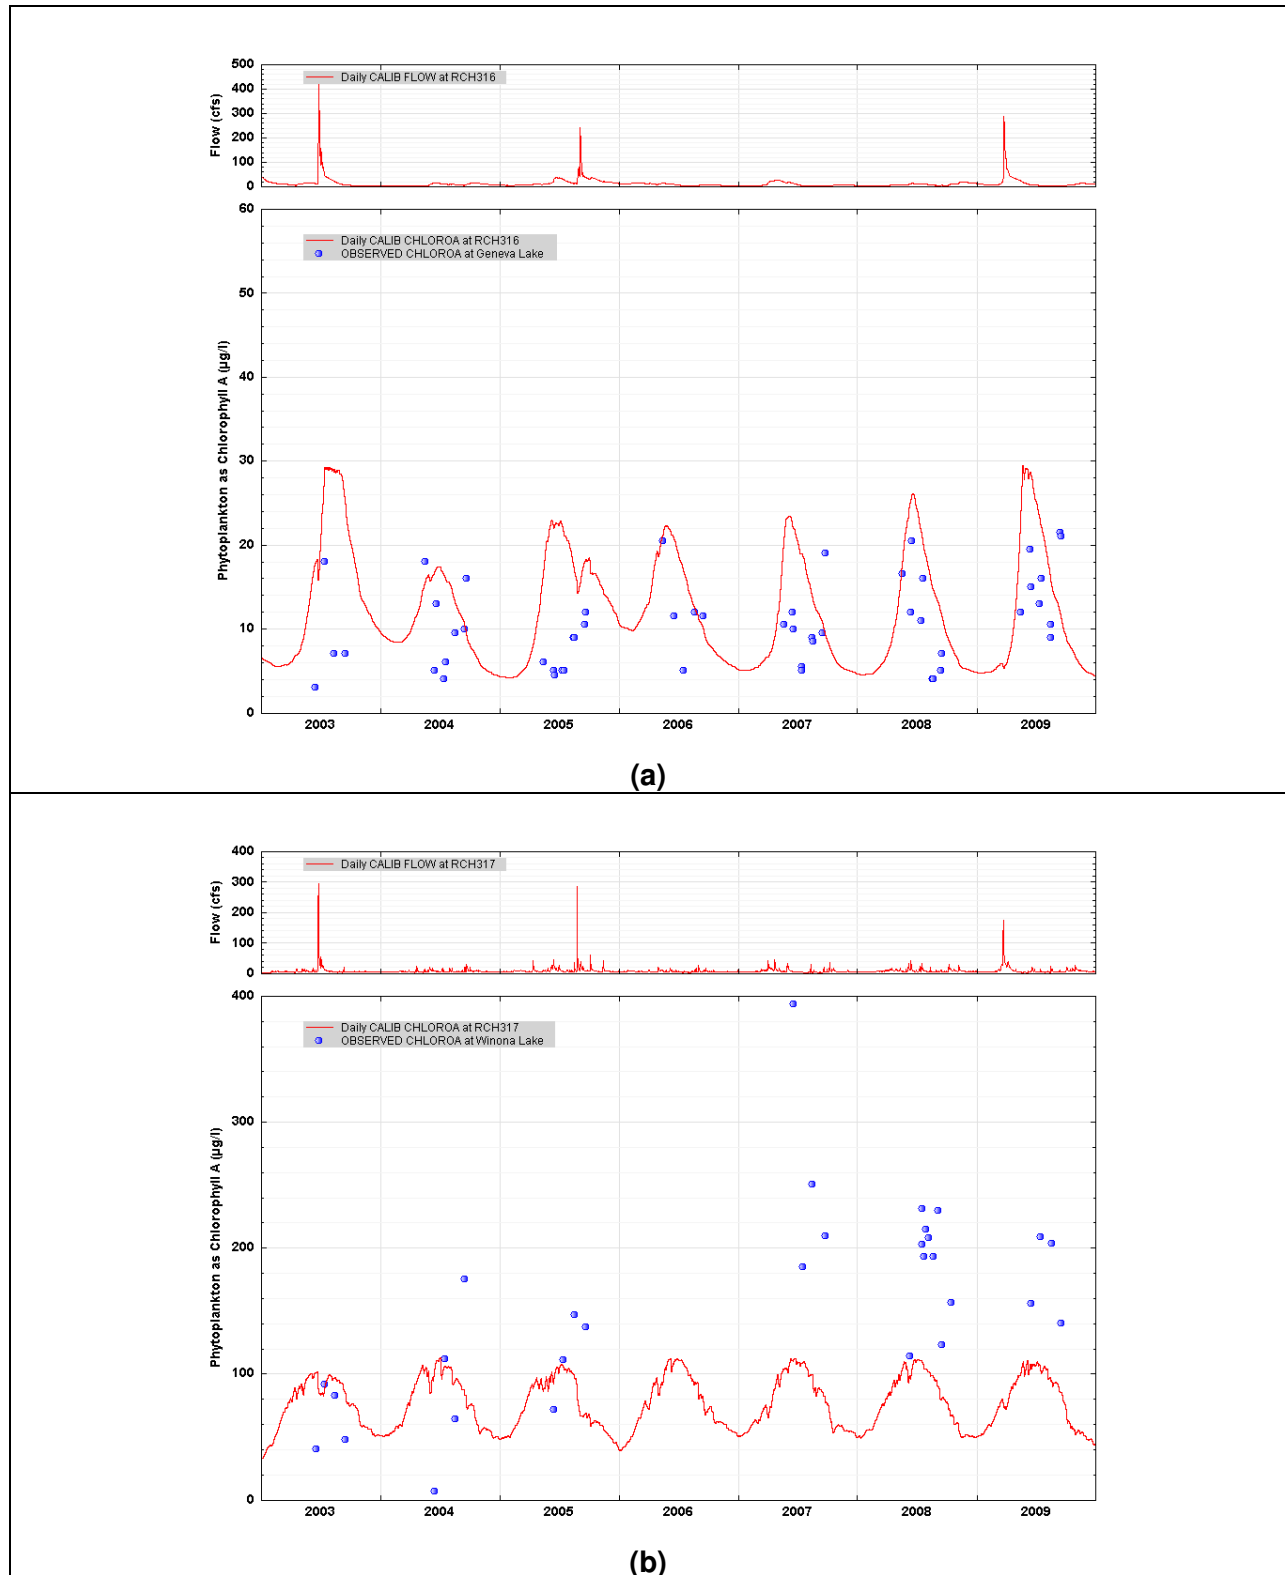 500
400
300
200
100
0
Flow (cfs)
Daily CALIB FLOW at RCH316
60
50
40
30
20
10
0
Phytoplankton as Chlorophyll A (µg/l)
Daily CALIB CHLOROA at RCH316
OBSERVED CHLOROA at Geneva Lake
2003 2004 2005 2006 2007 2008 2009
(a)
400
300
200
100
0
Flow (cfs)
Daily CALIB FLOW at RCH317
400
300
200
100
0
Phytoplankton as Chlorophyll A (µg/l)
Daily CALIB CHLOROA at RCH317
OBSERVED CHLOROA at Winona Lake
2003 2004 2005 2006 2007 2008 2009
(b)